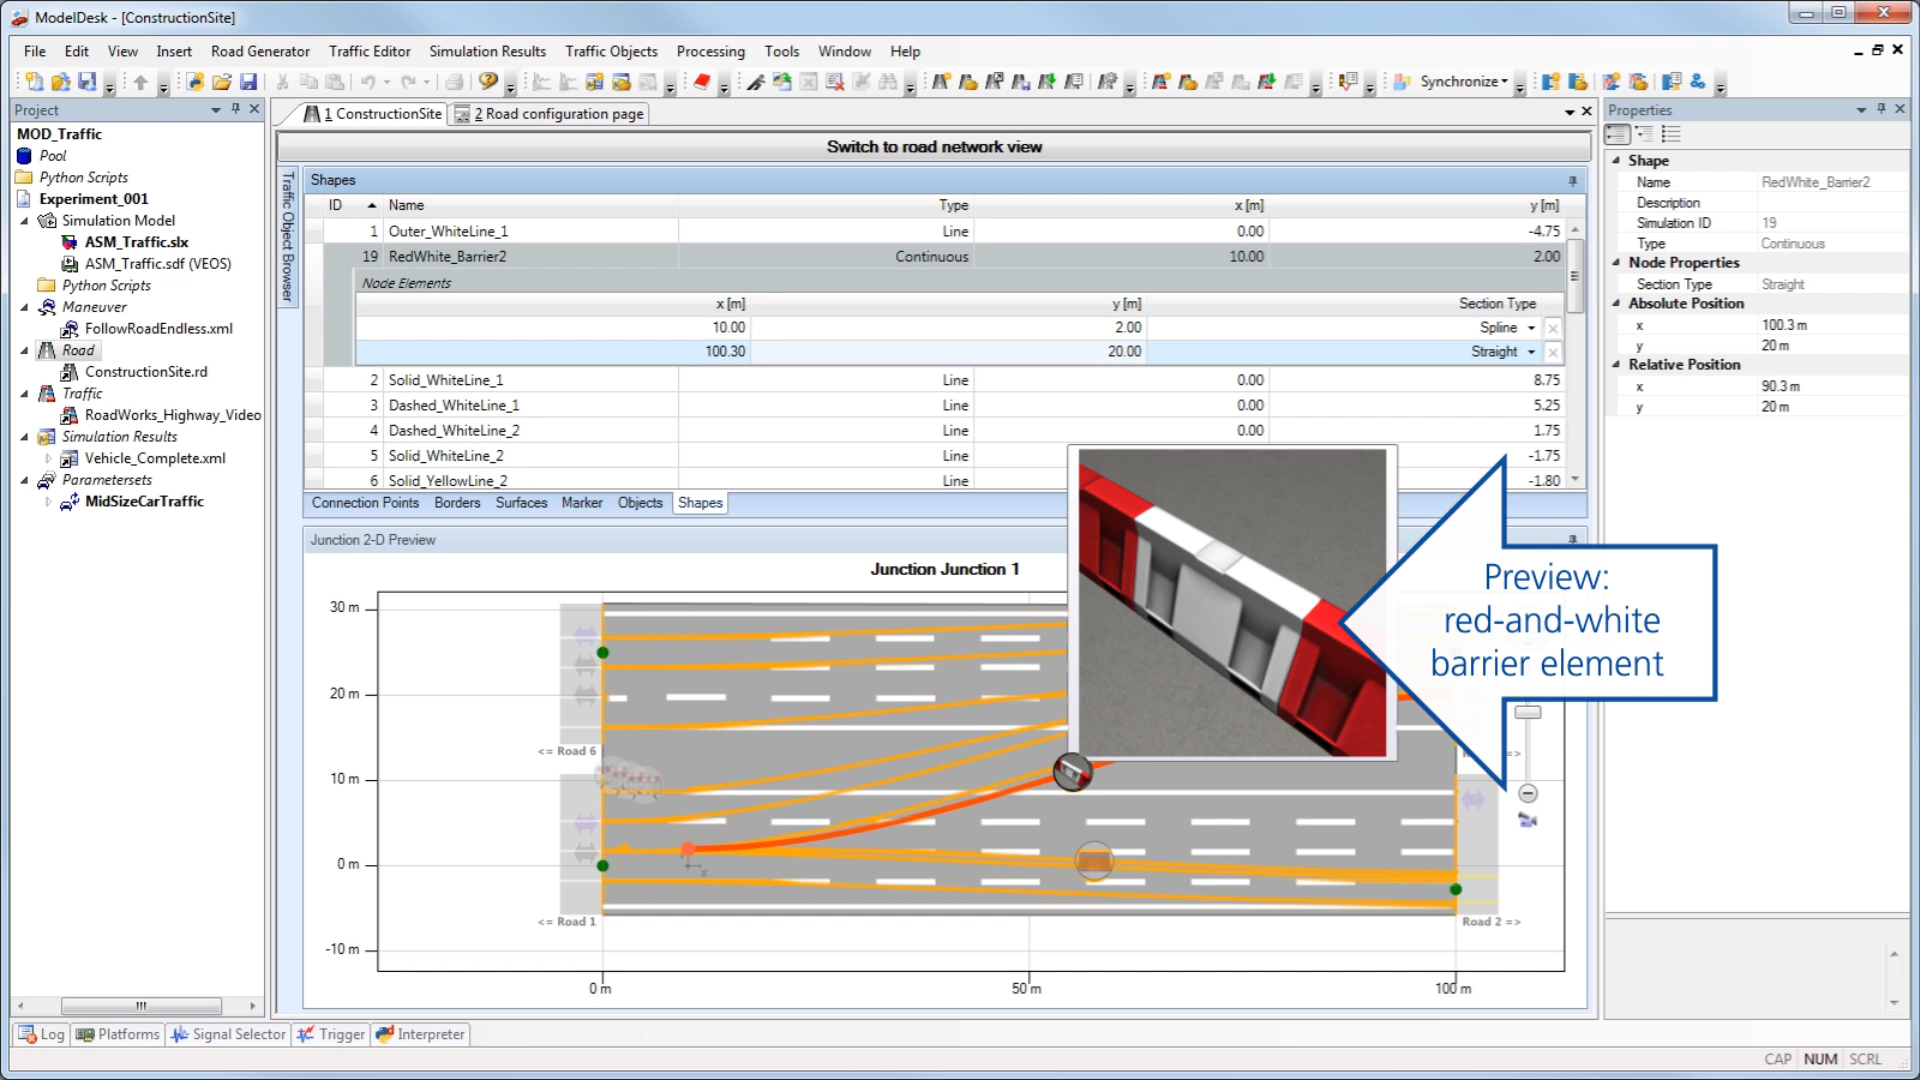 ModelDesk - [ConstructionSite]
File Edit View Insert Road Generator Traffic Editor Simulation Results Traffic Objects Processing Tools Window Help
Synchronize
Project
MOD_Traffic
Pool
Python Scripts
Experiment_001
Simulation Model
ASM_Traffic.slx
ASM_Traffic.sdf (VEOS)
Python Scripts
Maneuver
FollowRoadEndless.xml
Road
ConstructionSite.rd
Traffic
RoadWorks_Highway_Video
Simulation Results
Vehicle_Complete.xml
Parametersets
MidSizeCarTraffic
1 ConstructionSite 2 Road configuration page
Switch to road network view
Traffic Object Browser
Shapes
ID Name Type x [m] y [m]
1 Outer_WhiteLine_1 Line 0.00 -4.75
19 RedWhite_Barrier2 Continuous 10.00 2.00
Node Elements
x [m] y [m] Section Type
10.00 2.00 Spline
100.30 20.00 Straight
2 Solid_WhiteLine_1 Line 0.00 8.75
3 Dashed_WhiteLine_1 Line 0.00 5.25
4 Dashed_WhiteLine_2 Line 0.00 1.75
5 Solid_WhiteLine_2 Line -1.75
6 Solid_YellowLine_2 Line -1.80
Connection Points Borders Surfaces Marker Objects Shapes
Junction 2-D Preview
Junction Junction 1
30 m
20 m
10 m
0 m
-10 m
<= Road 6
<= Road 1
Road 2 =>
x
0 m 50 m 100 m
Preview:
red-and-white
barrier element
Properties
Shape
Name RedWhite_Barrier2
Description
Simulation ID 19
Type Continuous
Node Properties
Section Type Straight
Absolute Position
x 100.3 m
y 20 m
Relative Position
x 90.3 m
y 20 m
Log Platforms Signal Selector Trigger Interpreter
CAP NUM SCRL